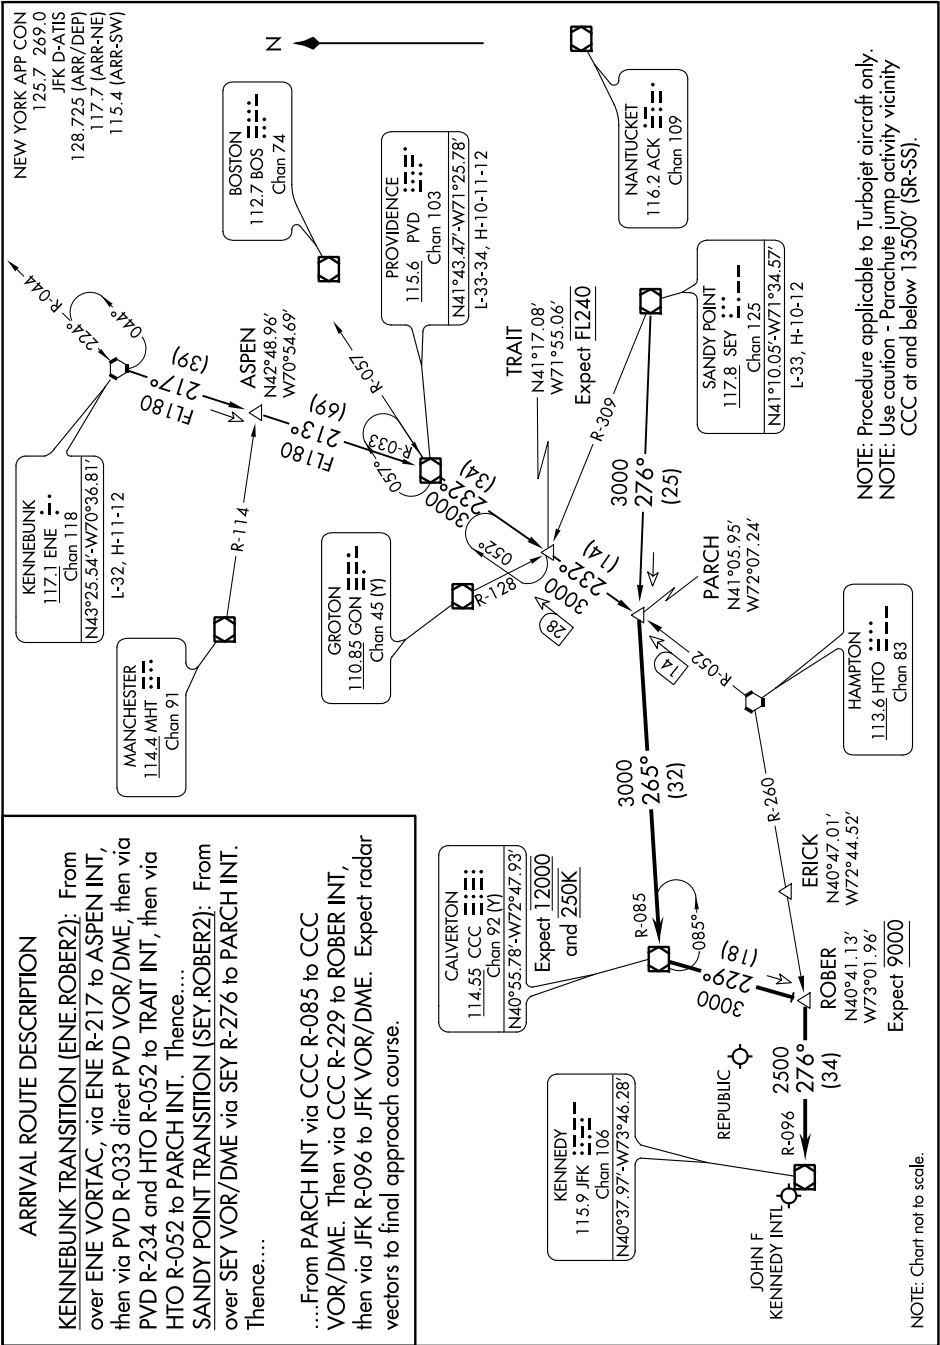 ARRIVAL ROUTE DESCRIPTION
KENNEBUNK TRANSITION (ENE.ROBER2): From
over ENE VORTAC, via ENE R-217 to ASPEN INT,
then via PVD R-033 direct PVD VOR/DME, then via
PVD R-234 and HTO R-052 to TRAIT INT, then via
HTO R-052 to PARCH INT. Thence....
SANDY POINT TRANSITION (SEY.ROBER2): From
over SEY VOR/DME via SEY R-276 to PARCH INT.
Thence....
....From PARCH INT via CCC R-085 to CCC
VOR/DME. Then via CCC R-229 to ROBER INT,
then via JFK R-096 to JFK VOR/DME. Expect radar
vectors to final approach course.
NEW YORK APP CON
125.7 269.0
JFK D-ATIS
128.725 (ARR/DEP)
117.7 (ARR-NE)
115.4 (ARR-SW)
N
KENNEBUNK
117.1 ENE
Chan 118
N43°25.54'-W70°36.81'
L-32, H-11-12
224°
R-044
044°
FL180
217°
(39)
MANCHESTER
114.4 MHT
Chan 91
R-114
ASPEN
N42°48.96'
W70°54.69'
BOSTON
112.7 BOS
Chan 74
FL180
213°
(69)
R-033
R-057
057°
PROVIDENCE
115.6 PVD
Chan 103
N41°43.47'-W71°25.78'
L-33-34, H-10-11-12
GROTON
110.85 GON
Chan 45 (Y)
R-128
3000
232°
(34)
052°
TRAIT
N41°17.08'
W71°55.06'
Expect FL240
NANTUCKET
116.2 ACK
Chan 109
R-309
SANDY POINT
117.8 SEY
Chan 125
N41°10.05'-W71°34.57'
L-33, H-10-12
3000
232°
(14)
28
3000
276°
(25)
PARCH
N41°05.95'
W72°07.24'
14
R-052
HAMPTON
113.6 HTO
Chan 83
3000
265°
(32)
R-260
CALVERTON
114.55 CCC
Chan 92 (Y)
N40°55.78'-W72°47.93'
Expect 12000
and 250K
R-085
085°
3000
229°
(18)
ERICK
N40°47.01'
W72°44.52'
ROBER
N40°41.13'
W73°01.96'
Expect 9000
REPUBLIC
2500
276°
(34)
R-096
KENNEDY
115.9 JFK
Chan 106
N40°37.97'-W73°46.28'
JOHN F
KENNEDY INTL
NOTE: Procedure applicable to Turbojet aircraft only.
NOTE: Use caution - Parachute jump activity vicinity
CCC at and below 13500' (SR-SS).
NOTE: Chart not to scale.